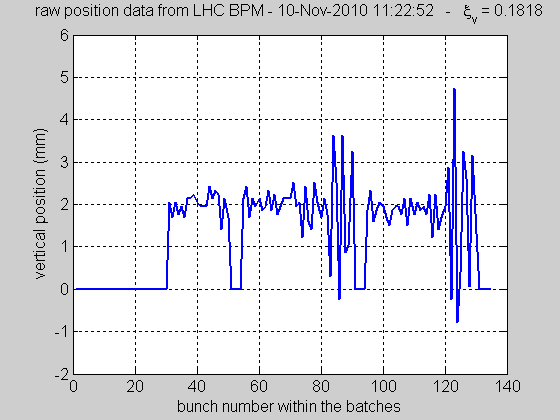 raw position data from LHC BPM - 10-Nov-2010 11:22:52 - ξv = 0.1818
6
5
4
3
2
1
0
-1
-2
0 20 40 60 80 100 120 140
vertical position (mm)
bunch number within the batches